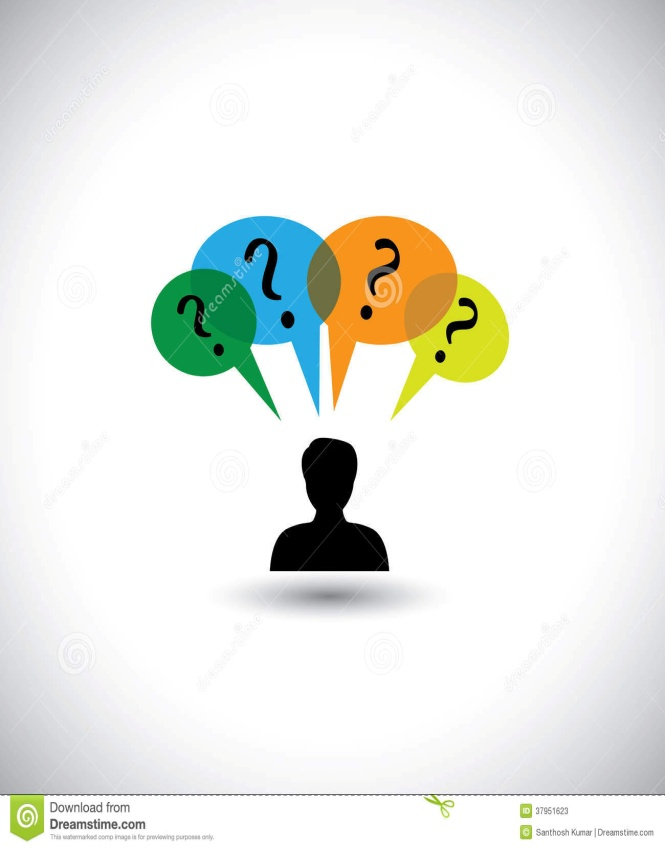 ? ? ? ?
Download from
Dreamstime.com
This watermarked comp image is for previewing purposes only.
37951623
Santhosh Kumar | Dreamstime.com